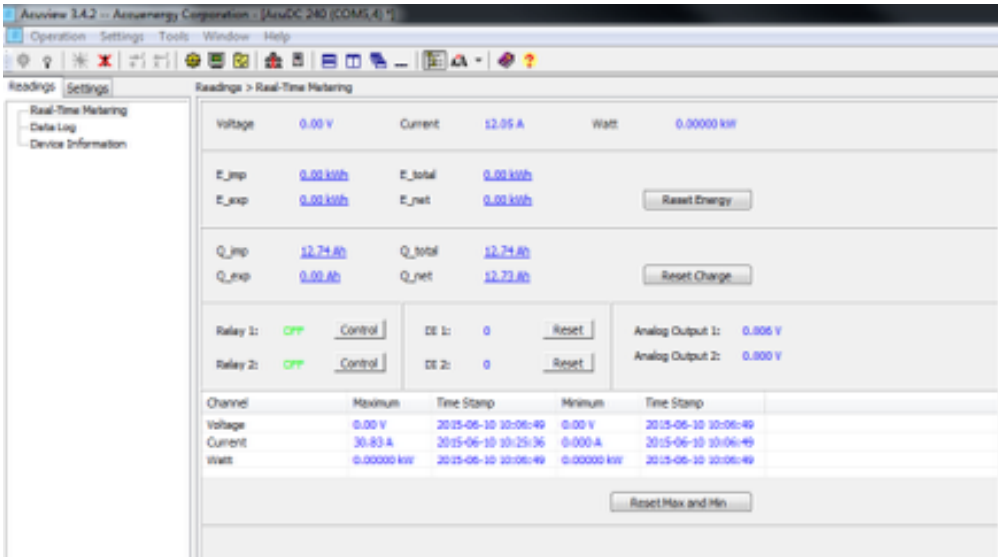 Acuview 3.4.2 -- Accuenergy Corporation - [AcuDC 240 (COM5,4) *]
Operation Settings Tools Window Help
Readings Settings
Readings > Real-Time Metering
Real-Time Metering
Data Log
Device Information
Voltage 0.00 V Current 12.05 A Watt 0.00000 kW
E_imp 0.00 kWh E_total 0.00 kWh
E_exp 0.00 kWh E_net 0.00 kWh Reset Energy
Q_imp 12.74 Ah Q_total 12.74 Ah
Q_exp 0.00 Ah Q_net 12.73 Ah Reset Charge
Relay 1: OFF Control DI 1: 0 Reset Analog Output 1: 0.006 V
Relay 2: OFF Control DI 2: 0 Reset Analog Output 2: 0.000 V
Channel Maximum Time Stamp Minimum Time Stamp
Voltage 0.00 V 2015-06-10 10:06:49 0.00 V 2015-06-10 10:06:49
Current 30.83 A 2015-06-10 10:25:36 0.000 A 2015-06-10 10:06:49
Watt 0.00000 kW 2015-06-10 10:06:49 0.00000 kW 2015-06-10 10:06:49
Reset Max and Min